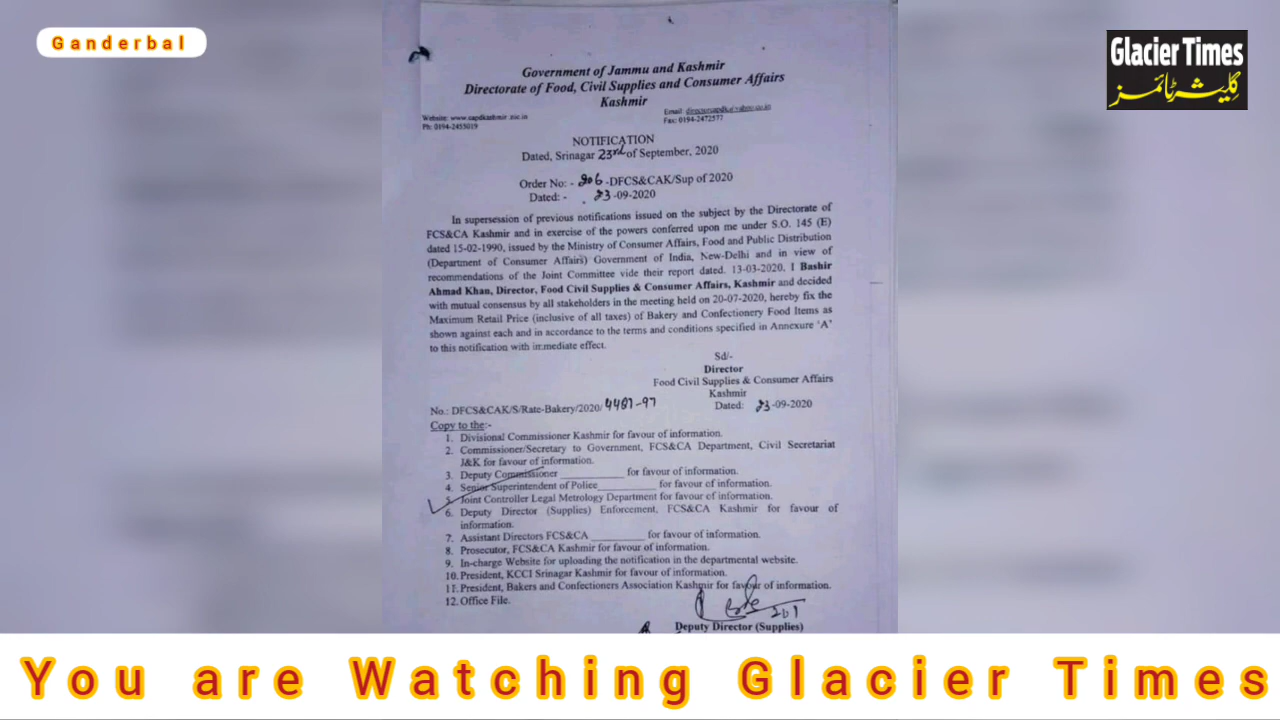 Ganderbal
Glacier Times
گلیشر ٹائمز
Government of Jammu and Kashmir
Directorate of Food, Civil Supplies and Consumer Affairs
Kashmir
Website: www.capdkashmir.nic.in
Ph: 0194-2455019
Email:
Fax: 0194-2472577
NOTIFICATION
Dated, Srinagar 23rd of September, 2020
Order No: - 206 -DFCS&CAK/Sup of 2020
Dated: - 23-09-2020
In supersession of previous notifications issued on the subject by the Directorate of
FCS&CA Kashmir and in exercise of the powers conferred upon me under S.O. 145 (E)
dated 15-02-1990, issued by the Ministry of Consumer Affairs, Food and Public Distribution
(Department of Consumer Affairs) Government of India, New-Delhi and in view of
recommendations of the Joint Committee vide their report dated. 13-03-2020, I Bashir
Ahmad Khan, Director, Food Civil Supplies & Consumer Affairs, Kashmir and decided
with mutual consensus by all stakeholders in the meeting held on 20-07-2020, hereby fix the
Maximum Retail Price (inclusive of all taxes) of Bakery and Confectionery Food Items as
shown against each and in accordance to the terms and conditions specified in Annexure 'A'
to this notification with immediate effect.
Sd/-
Director
Food Civil Supplies & Consumer Affairs
Kashmir
No.: DFCS&CAK/S/Rate-Bakery/2020/ 4487-97
Dated: 23-09-2020
Copy to the:-
1. Divisional Commissioner Kashmir for favour of information.
2. Commissioner/Secretary to Government, FCS&CA Department, Civil Secretariat
J&K for favour of information.
3. Deputy Commissioner ____________ for favour of information.
4. Senior Superintendent of Police__________ for favour of information.
5. Joint Controller Legal Metrology Department for favour of information.
6. Deputy Director (Supplies) Enforcement, FCS&CA Kashmir for favour of
information.
7. Assistant Directors FCS&CA __________ for favour of information.
8. Prosecutor, FCS&CA Kashmir for favour of information.
9. In-charge Website for uploading the notification in the departmental website.
10. President, KCCI Srinagar Kashmir for favour of information.
11. President, Bakers and Confectioners Association Kashmir for favour of information.
12. Office File.
Deputy Director (Supplies)
You are Watching Glacier Times